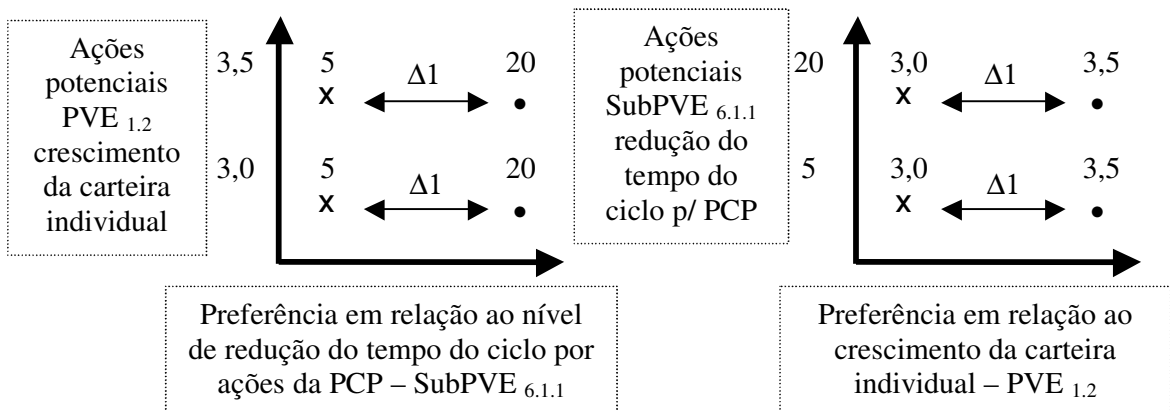 Ações
potenciais
PVE 1.2
crescimento
da carteira
individual
3,5
5
20
x
Δ1
•
3,0
5
20
x
Δ1
•
Preferência em relação ao nível
de redução do tempo do ciclo por
ações da PCP – SubPVE 6.1.1
Ações
potenciais
SubPVE 6.1.1
redução do
tempo do
ciclo p/ PCP
20
3,0
3,5
x
Δ1
•
5
3,0
3,5
x
Δ1
•
Preferência em relação ao
crescimento da carteira
individual – PVE 1.2